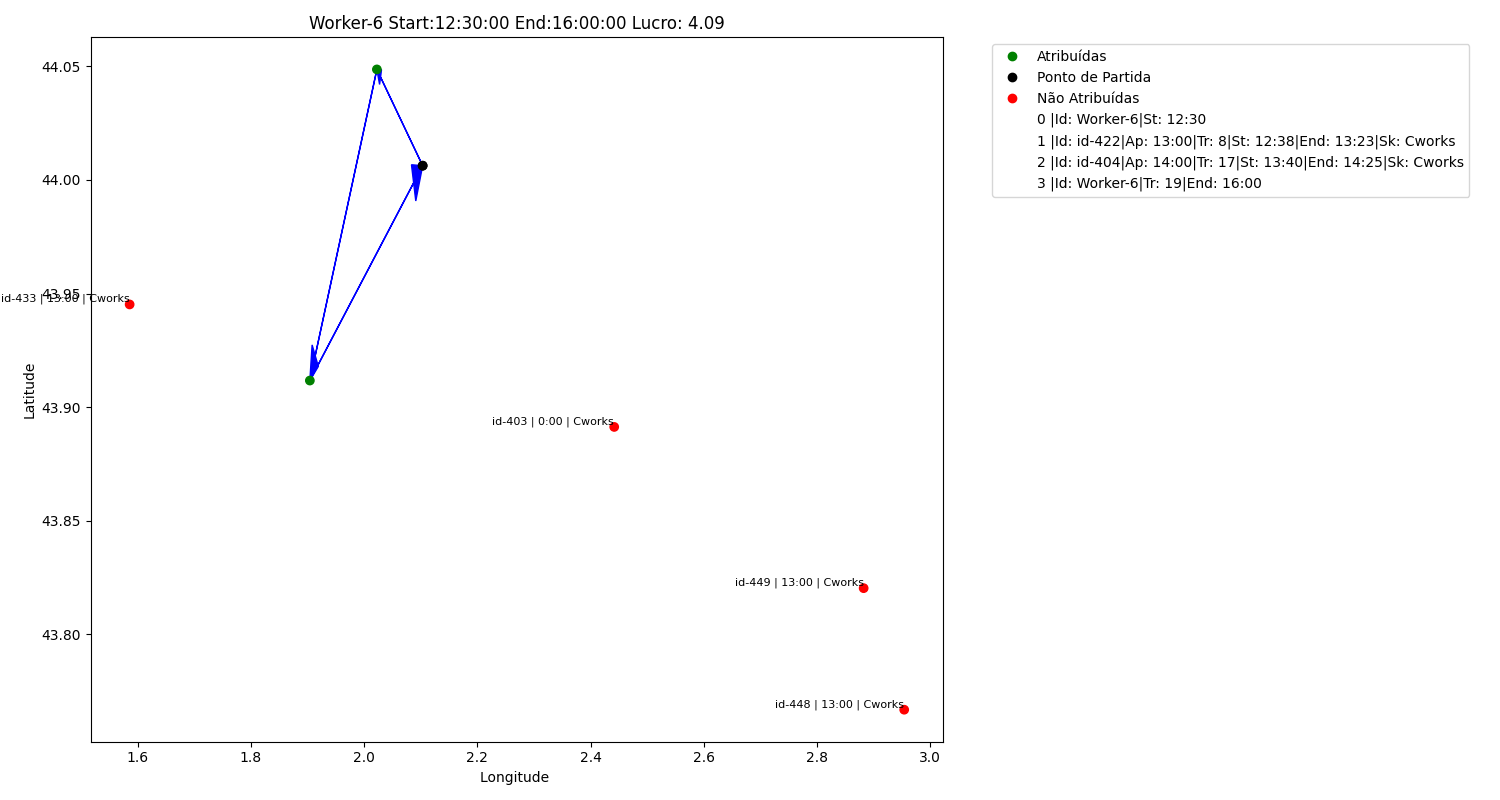 Worker-6 Start:12:30:00 End:16:00:00 Lucro: 4.09
44.05
44.00
43.95
43.90
43.85
43.80
Latitude
id-433 | 13:00 | Cworks
id-403 | 0:00 | Cworks
id-449 | 13:00 | Cworks
id-448 | 13:00 | Cworks
1.6 1.8 2.0 2.2 2.4 2.6 2.8 3.0
Longitude
Atribuídas
Ponto de Partida
Não Atribuídas
0 |Id: Worker-6|St: 12:30
1 |Id: id-422|Ap: 13:00|Tr: 8|St: 12:38|End: 13:23|Sk: Cworks
2 |Id: id-404|Ap: 14:00|Tr: 17|St: 13:40|End: 14:25|Sk: Cworks
3 |Id: Worker-6|Tr: 19|End: 16:00